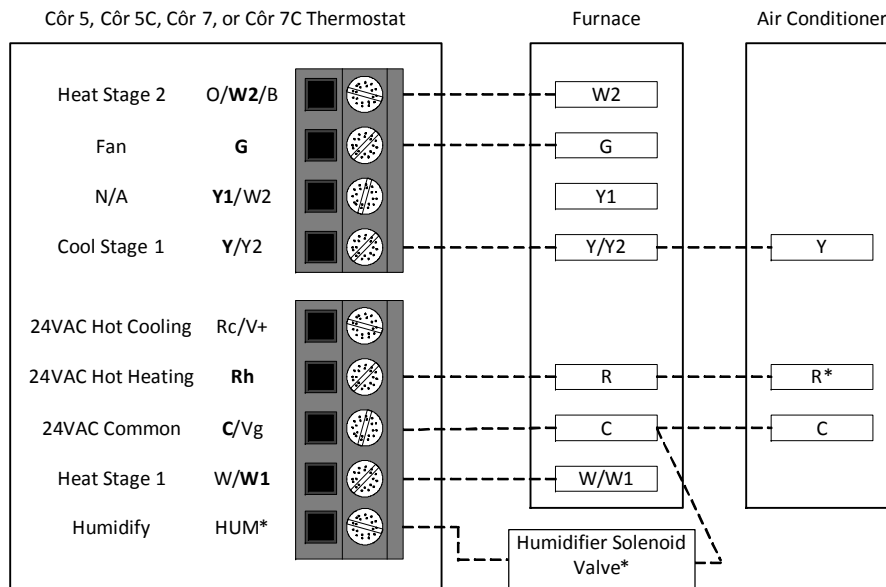 Côr 5, Côr 5C, Côr 7, or Côr 7C Thermostat Furnace Air Conditioner
Heat Stage 2 O/W2/B W2
Fan G G
N/A Y1/W2 Y1
Cool Stage 1 Y/Y2 Y/Y2 Y
24VAC Hot Cooling Rc/V+
24VAC Hot Heating Rh R R*
24VAC Common C/Vg C C
Heat Stage 1 W/W1 W/W1
Humidify HUM*
Humidifier Solenoid
Valve*